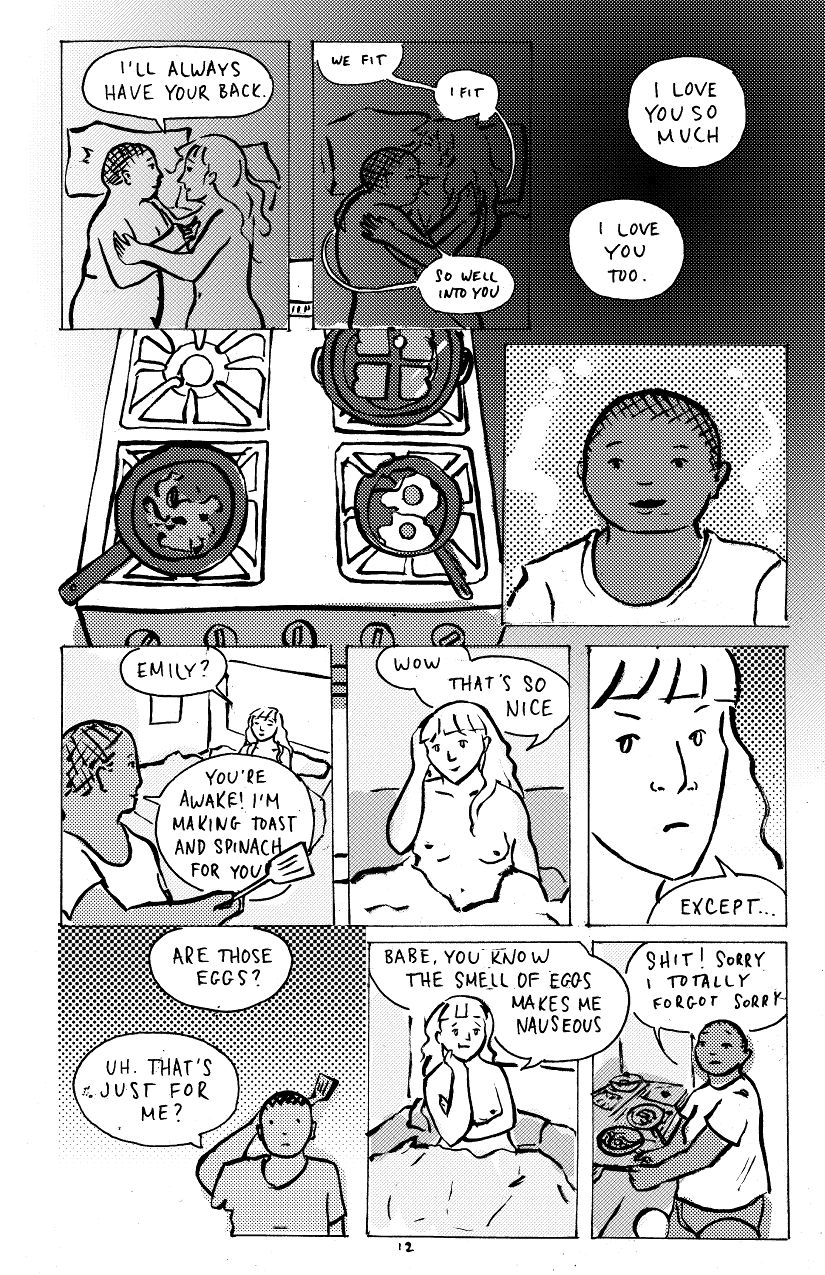 I'LL ALWAYS
HAVE YOUR BACK.
WE FIT
I FIT
SO WELL
INTO YOU
I LOVE
YOU SO
MUCH
I LOVE
YOU
TOO.
EMILY?
YOU'RE
AWAKE! I'M
MAKING TOAST
AND SPINACH
FOR YOU!
WOW
THAT'S SO
NICE
EXCEPT...
ARE THOSE
EGGS?
UH. THAT'S
JUST FOR
ME?
BABE, YOU KNOW
THE SMELL OF EGGS
MAKES ME
NAUSEOUS
SHIT! SORRY
I TOTALLY
FORGOT SORRY
12